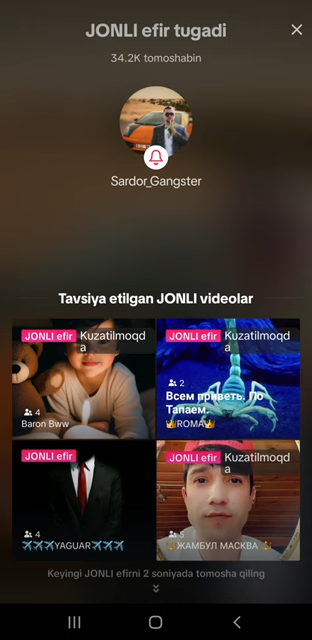 JONLI efir tugadi
34.2K tomoshabin
Sardor_Gangster
Tavsiya etilgan JONLI videolar
JONLI efir Kuzatilmoqd
a
4
Baron Bww
JONLI efir Kuzatilmoqd
a
2
Всем привет. По
Тапаем.
👑ROMA👑
JONLI efir
4
✈️✈️✈️YAGUAR✈️✈️✈️
JONLI efir Kuzatilmoqd
a
5
ЖАМБУЛ МАСКВА
Keyingi JONLI efirni 2 soniyada tomosha qiling